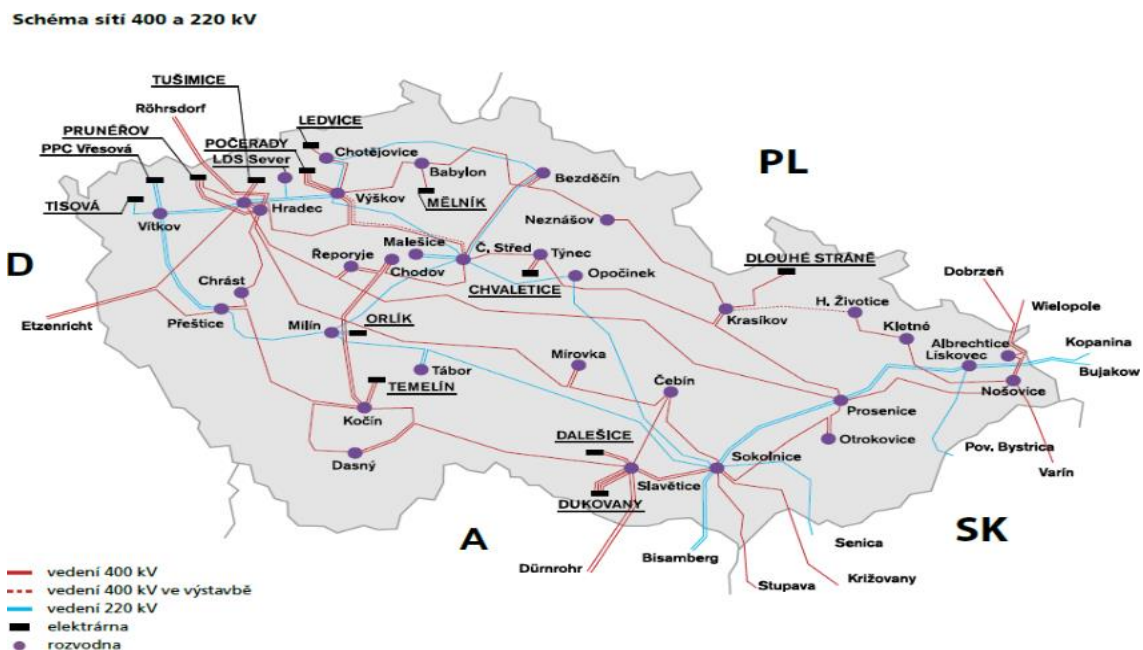 Schéma sítí 400 a 220 kV
TUŠIMICE
Röhrsdorf
LEDVICE
PRUNÉŘOV
POČERADY
PPC Vřesová
LDS Sever
Chotějovice
Babylon
Bezděčín
PL
TISOVÁ
Vítkov
Hradec
Výškov
MĚLNÍK
Neznášov
Malešice
Č. Střed
Týnec
D
Řeporyje
Chodov
Opočinek
DLOUHÉ STRÁNĚ
Dobrzeň
Chrást
CHVALETICE
H. Životice
Wielopole
Etzenricht
Přeštice
Milín
ORLÍK
Krasíkov
Kletné
Albrechtice
Kopanina
Lískovec
Bujakow
Mírovka
Tábor
Čebín
Nošovice
TEMELÍN
Kočín
Prosenice
DALEŠICE
Otrokovice
Pov. Bystrica
Dasný
Sokolnice
Varín
Slavětice
DUKOVANY
A
SK
Senica
Bisamberg
Dürnrohr
Stupava
Križovany
vedení 400 kV
vedení 400 kV ve výstavbě
vedení 220 kV
elektrárna
rozvodna